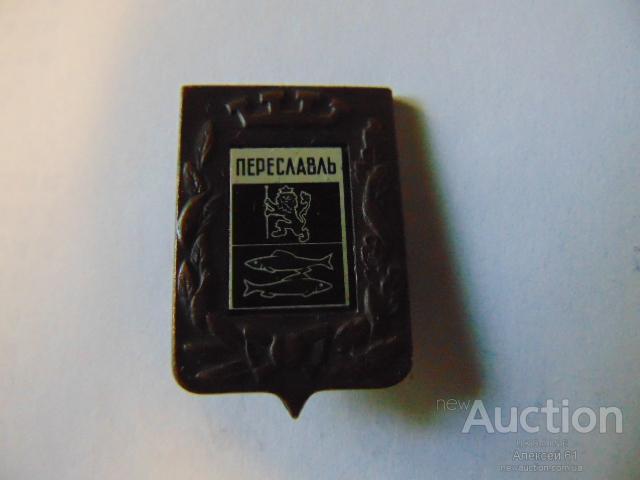 ПЕРЕСЛАВЛЬ
new Auction
Алексей 61
newauction.com.ua